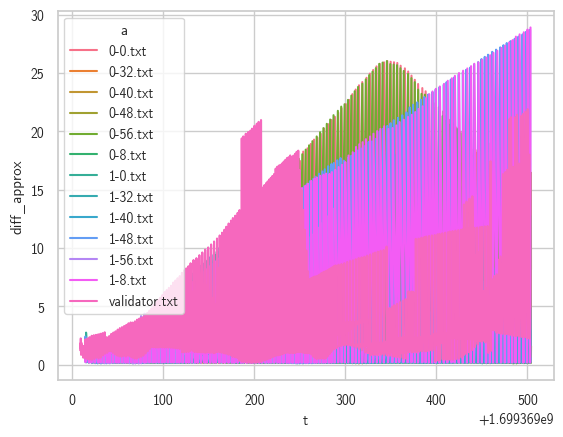 30
25
20
15
10
5
0
diff_approx
a
0-0.txt
0-32.txt
0-40.txt
0-48.txt
0-56.txt
0-8.txt
1-0.txt
1-32.txt
1-40.txt
1-48.txt
1-56.txt
1-8.txt
validator.txt
0 100 200 300 400 500
t
+1.699369e9